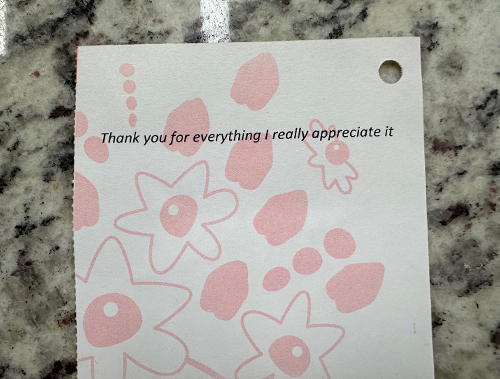 Thank you for everything I really appreciate it